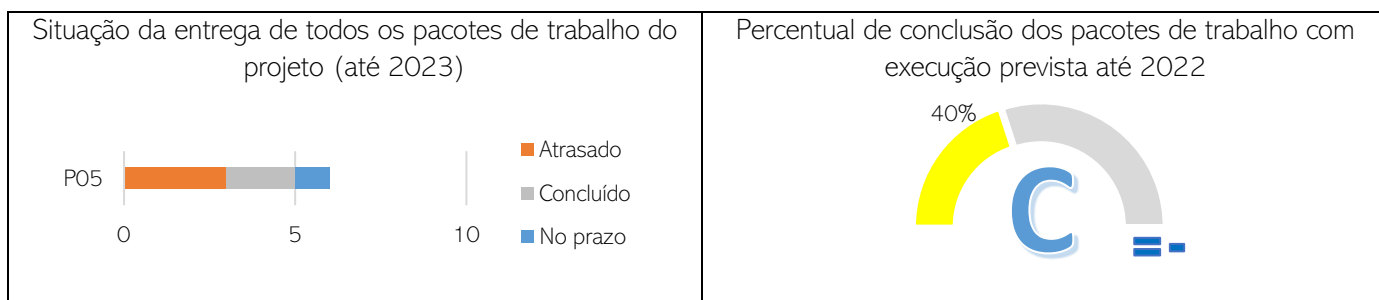 Situação da entrega de todos os pacotes de trabalho do
projeto (até 2023)
P05
0
5
10
Atrasado
Concluído
No prazo
Percentual de conclusão dos pacotes de trabalho com
execução prevista até 2022
40%
C
=-